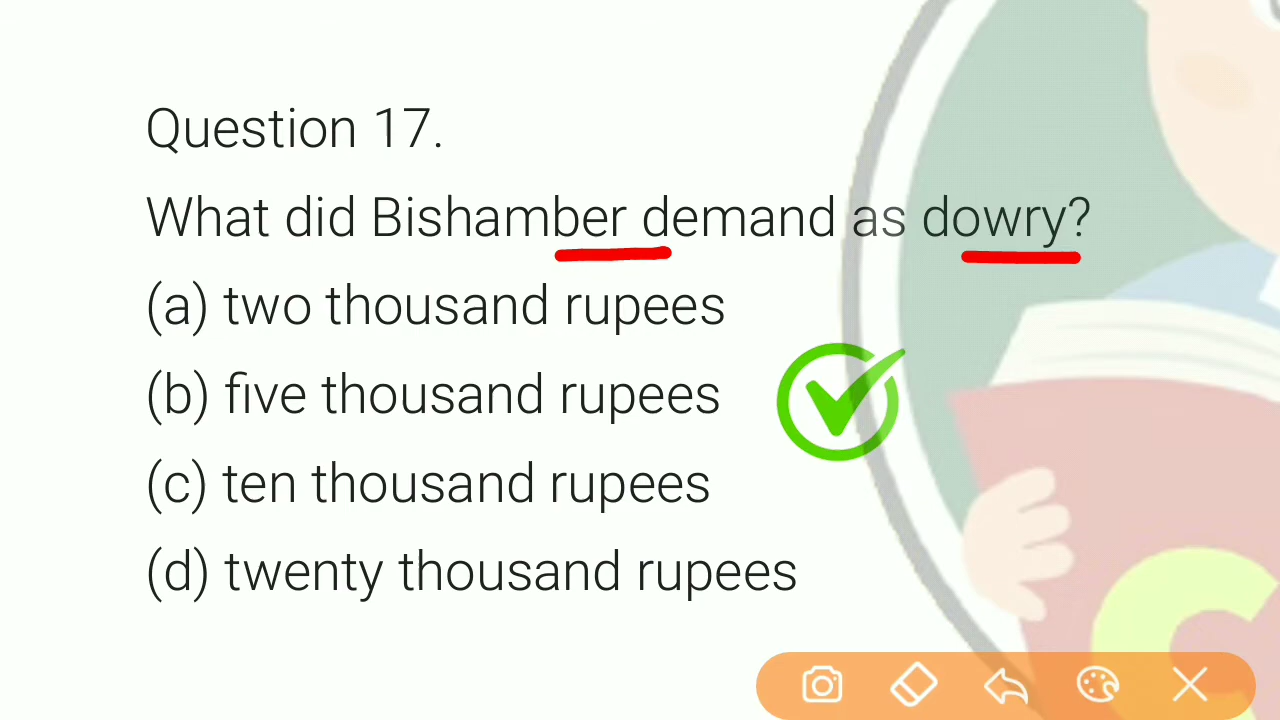 Question 17.
What did Bishamber demand as dowry?
(a) two thousand rupees
(b) five thousand rupees
(c) ten thousand rupees
(d) twenty thousand rupees